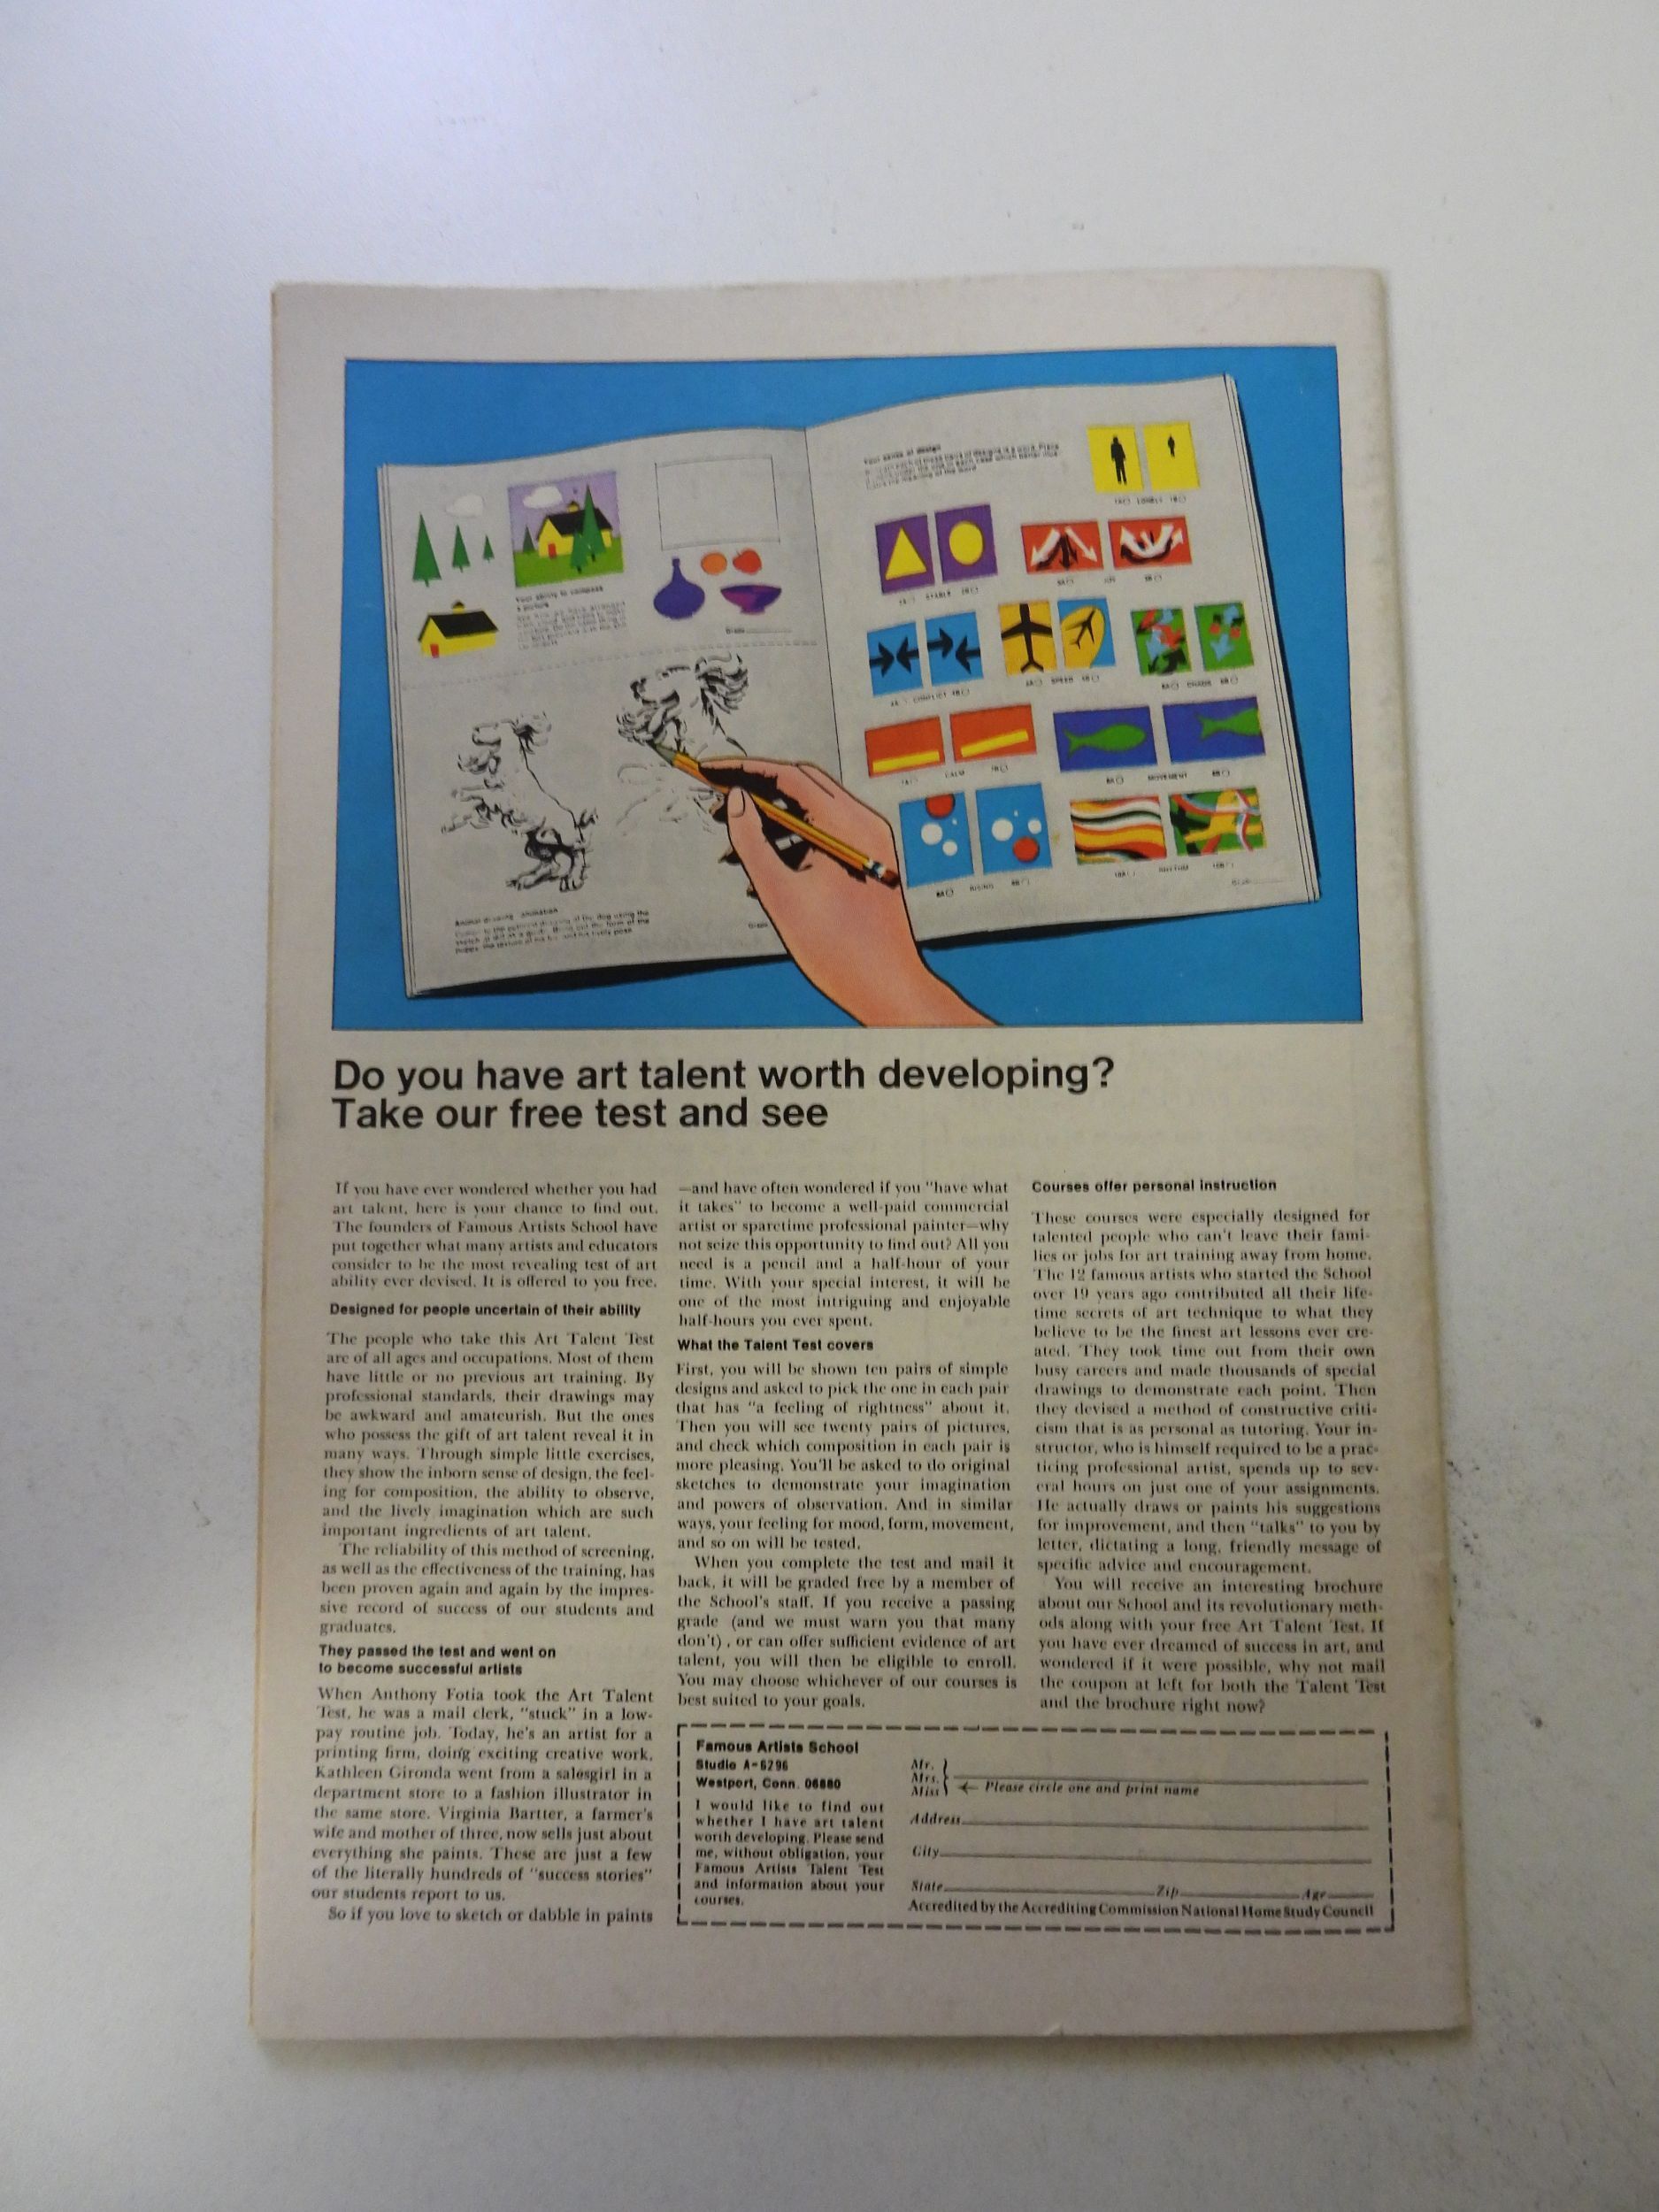 Your sense of design
LONELY
Your ability to compose
a picture
STABLE
JOY
CONFLICT
SPEED
CHAOS
CALM
MOVEMENT
RISING
RHYTHM
Animal drawing
Do you have art talent worth developing?
Take our free test and see
If you have ever wondered whether you had
art talent, here is your chance to find out.
The founders of Famous Artists School have
put together what many artists and educators
consider to be the most revealing test of art
ability ever devised. It is offered to you free.
Designed for people uncertain of their ability
The people who take this Art Talent Test
are of all ages and occupations. Most of them
have little or no previous art training. By
professional standards, their drawings may
be awkward and amateurish. But the ones
who possess the gift of art talent reveal it in
many ways. Through simple little exercises,
they show the inborn sense of design, the feel-
ing for composition, the ability to observe,
and the lively imagination which are such
important ingredients of art talent.
The reliability of this method of screening,
as well as the effectiveness of the training, has
been proven again and again by the impres-
sive record of success of our students and
graduates.
They passed the test and went on
to become successful artists
When Anthony Fotia took the Art Talent
Test, he was a mail clerk, "stuck" in a low-
pay routine job. Today, he's an artist for a
printing firm, doing exciting creative work.
Kathleen Gironda went from a salesgirl in a
department store to a fashion illustrator in
the same store. Virginia Bartter, a farmer's
wife and mother of three, now sells just about
everything she paints. These are just a few
of the literally hundreds of "success stories"
our students report to us.
So if you love to sketch or dabble in paints
—and have often wondered if you "have what
it takes" to become a well-paid commercial
artist or sparetime professional painter—why
not seize this opportunity to find out? All you
need is a pencil and a half-hour of your
time. With your special interest, it will be
one of the most intriguing and enjoyable
half-hours you ever spent.
What the Talent Test covers
First, you will be shown ten pairs of simple
designs and asked to pick the one in each pair
that has "a feeling of rightness" about it.
Then you will see twenty pairs of pictures,
and check which composition in each pair is
more pleasing. You'll be asked to do original
sketches to demonstrate your imagination
and powers of observation. And in similar
ways, your feeling for mood, form, movement,
and so on will be tested.
When you complete the test and mail it
back, it will be graded free by a member of
the School's staff. If you receive a passing
grade (and we must warn you that many
don't), or can offer sufficient evidence of art
talent, you will then be eligible to enroll.
You may choose whichever of our courses is
best suited to your goals.
Courses offer personal instruction
These courses were especially designed for
talented people who can't leave their fami-
lies or jobs for art training away from home.
The 12 famous artists who started the School
over 19 years ago contributed all their life-
time secrets of art technique to what they
believe to be the finest art lessons ever cre-
ated. They took time out from their own
busy careers and made thousands of special
drawings to demonstrate each point. Then
they devised a method of constructive criti-
cism that is as personal as tutoring. Your in-
structor, who is himself required to be a prac-
ticing professional artist, spends up to sev-
eral hours on just one of your assignments.
He actually draws or paints his suggestions
for improvement, and then "talks" to you by
letter, dictating a long, friendly message of
specific advice and encouragement.
You will receive an interesting brochure
about our School and its revolutionary meth-
ods along with your free Art Talent Test. If
you have ever dreamed of success in art, and
wondered if it were possible, why not mail
the coupon at left for both the Talent Test
and the brochure right now?
Famous Artists School
Studio A-6296
Westport, Conn. 06880
I would like to find out
whether I have art talent
worth developing. Please send
me, without obligation, your
Famous Artists Talent Test
and information about your
courses.
Mr.
Mrs.
Miss
Please circle one and print name
Address
City
State Zip Age
Accredited by the Accrediting Commission National Home Study Council